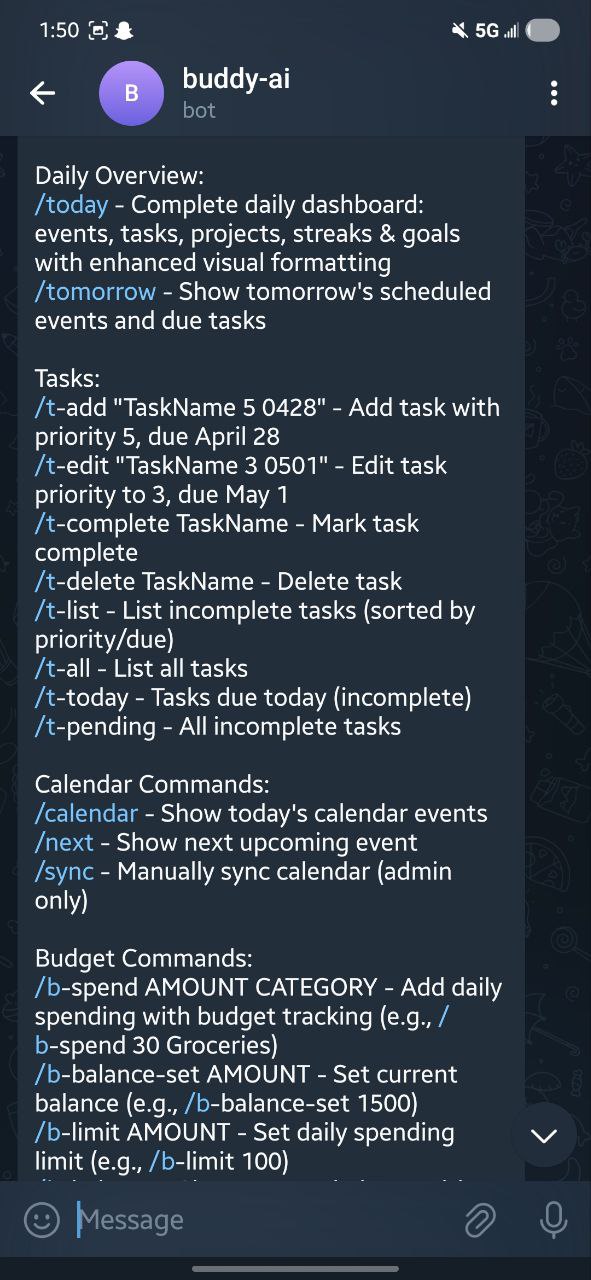 1:50
5G
B
buddy-ai
bot
Daily Overview:
/today - Complete daily dashboard:
events, tasks, projects, streaks & goals
with enhanced visual formatting
/tomorrow - Show tomorrow's scheduled
events and due tasks
Tasks:
/t-add "TaskName 5 0428" - Add task with
priority 5, due April 28
/t-edit "TaskName 3 0501" - Edit task
priority to 3, due May 1
/t-complete TaskName - Mark task
complete
/t-delete TaskName - Delete task
/t-list - List incomplete tasks (sorted by
priority/due)
/t-all - List all tasks
/t-today - Tasks due today (incomplete)
/t-pending - All incomplete tasks
Calendar Commands:
/calendar - Show today's calendar events
/next - Show next upcoming event
/sync - Manually sync calendar (admin
only)
Budget Commands:
/b-spend AMOUNT CATEGORY - Add daily
spending with budget tracking (e.g., /
b-spend 30 Groceries)
/b-balance-set AMOUNT - Set current
balance (e.g., /b-balance-set 1500)
/b-limit AMOUNT - Set daily spending
limit (e.g., /b-limit 100)
Message